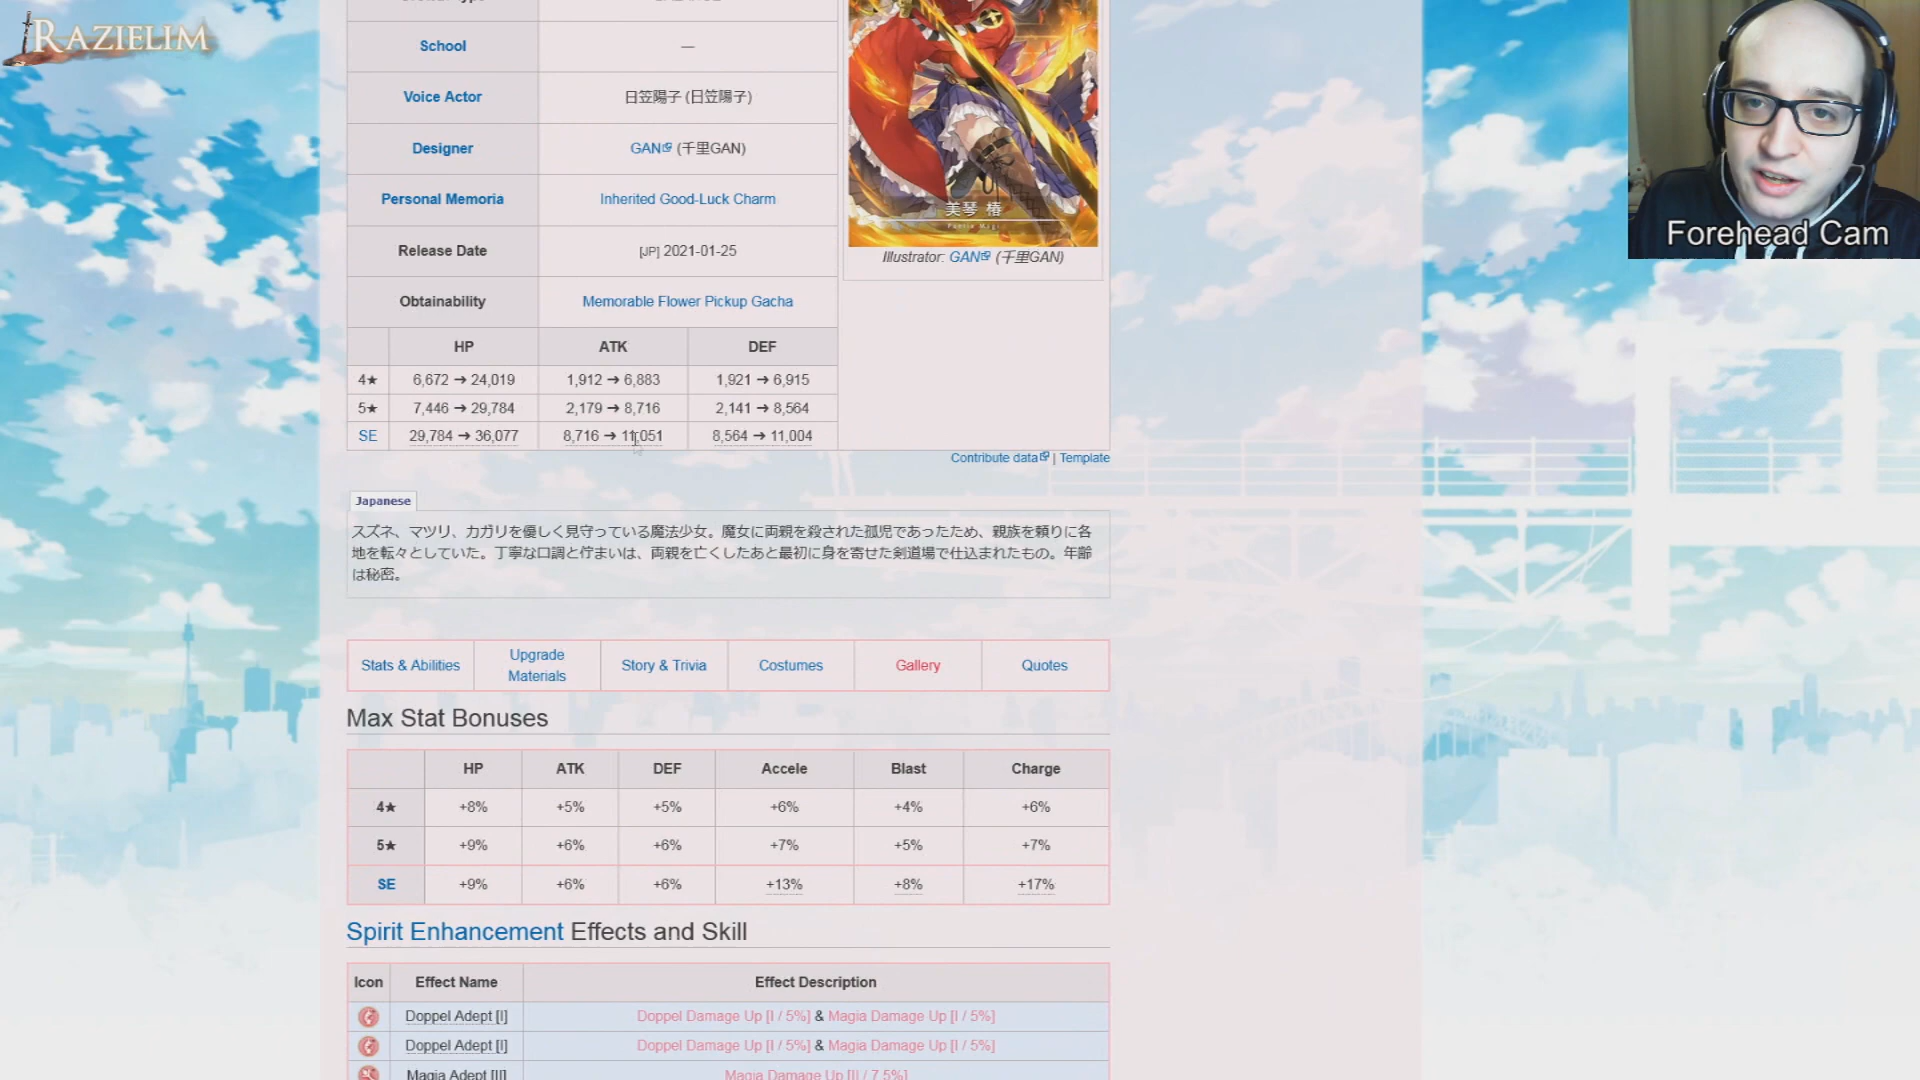 RAZIELIM
School
—
Voice Actor
日笠陽子 (日笠陽子)
Designer
GAN (千里GAN)
Personal Memoria
Inherited Good-Luck Charm
Release Date
[JP] 2021-01-25
Obtainability
Memorable Flower Pickup Gacha
HP ATK DEF
4★ 6,672 ➔ 24,019 1,912 ➔ 6,883 1,921 ➔ 6,915
5★ 7,446 ➔ 29,784 2,179 ➔ 8,716 2,141 ➔ 8,564
SE 29,784 ➔ 36,077 8,716 ➔ 11,051 8,564 ➔ 11,004
美琴 椿
Illustrator: GAN (千里GAN)
Forehead Cam
Contribute data | Template
Japanese
スズネ、マツリ、カガリを優しく見守っている魔法少女。魔女に両親を殺された孤児であったため、親族を頼りに各
地を転々としていた。丁寧な口調と佇まいは、両親を亡くしたあと最初に身を寄せた剣道場で仕込まれたもの。年齢
は秘密。
Stats & Abilities
Upgrade
Materials
Story & Trivia
Costumes
Gallery
Quotes
Max Stat Bonuses
HP ATK DEF Accele Blast Charge
4★ +8% +5% +5% +6% +4% +6%
5★ +9% +6% +6% +7% +5% +7%
SE +9% +6% +6% +13% +8% +17%
Spirit Enhancement Effects and Skill
Icon Effect Name Effect Description
Doppel Adept [I] Doppel Damage Up [I / 5%] & Magia Damage Up [I / 5%]
Doppel Adept [I] Doppel Damage Up [I / 5%] & Magia Damage Up [I / 5%]
Magia Adept [II] Magia Damage Up [II / 7.5%]